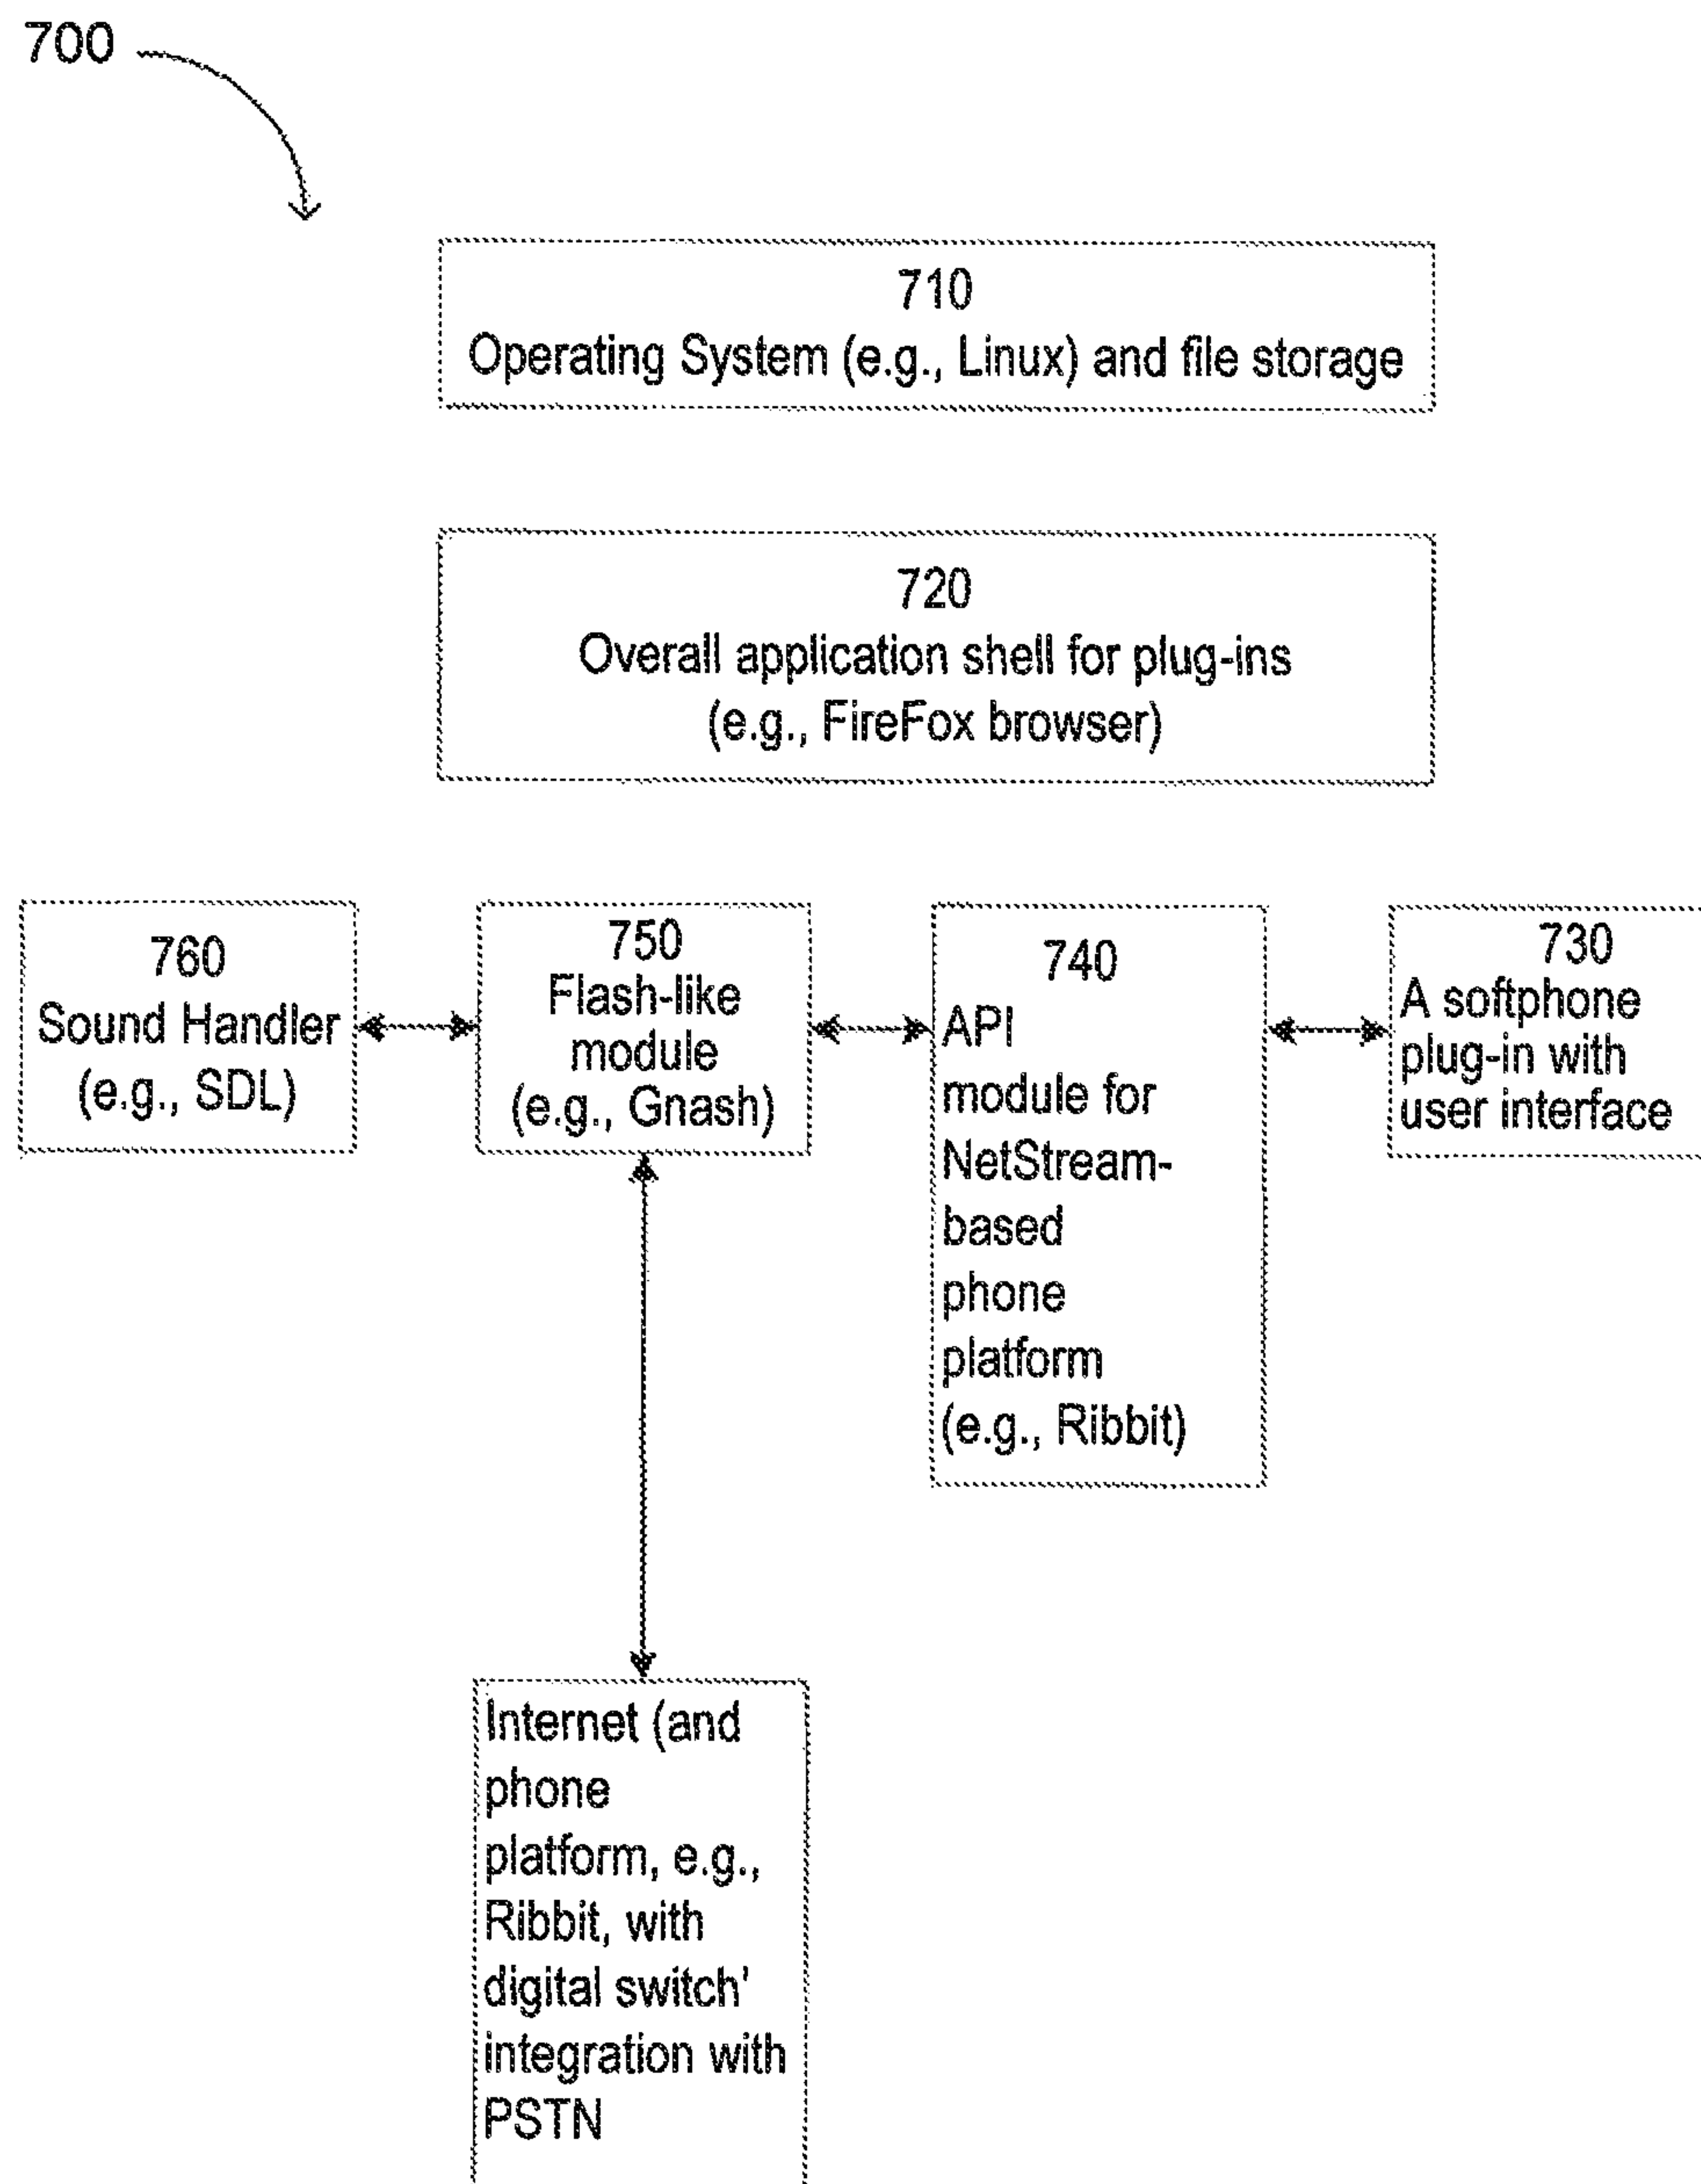 700
710
Operating System (e.g., Linux) and file storage
720
Overall application shell for plug-ins
(e.g., FireFox browser)
760
Sound Handler
(e.g., SDL)
750
Flash-like
module
(e.g., Gnash)
740
API
module for
NetStream-
based
phone
platform
(e.g., Ribbit)
730
A softphone
plug-in with
user interface
Internet (and
phone
platform, e.g.,
Ribbit, with
digital switch'
integration with
PSTN